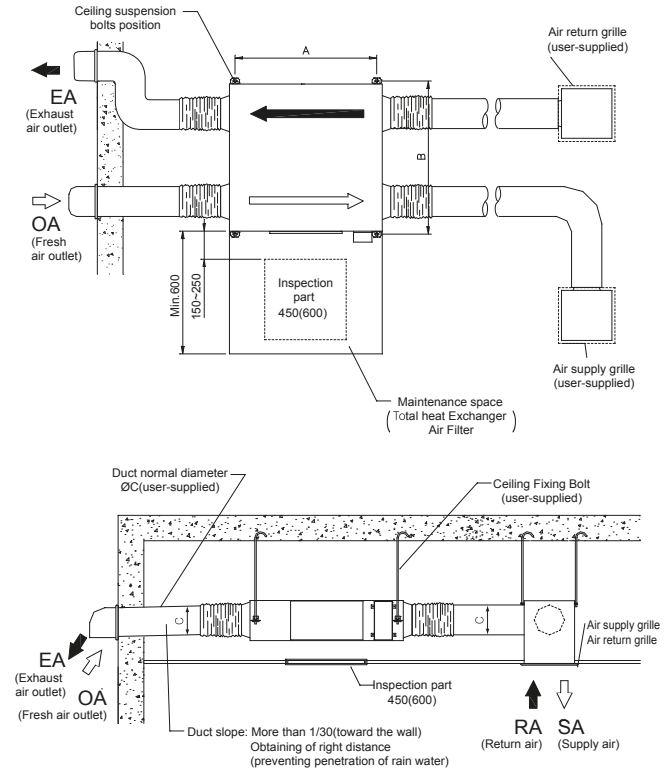 Ceiling suspension
bolts position
A
Air return grille
(user-supplied)
EA
(Exhaust
air outlet)
B
OA
(Fresh
air outlet)
Min.600
150~250
Inspection
part
450(600)
Air supply grille
(user-supplied)
Maintenance space
(Total heat Exchanger
Air Filter)
Duct normal diameter
ØC(user-supplied)
Ceiling Fixing Bolt
(user-supplied)
C
C
Air supply grille
Air return grille
EA
(Exhaust
air outlet)
OA
(Fresh air outlet)
Inspection part
450(600)
RA
(Return air)
SA
(Supply air)
Duct slope: More than 1/30(toward the wall)
Obtaining of right distance
(preventing penetration of rain water)